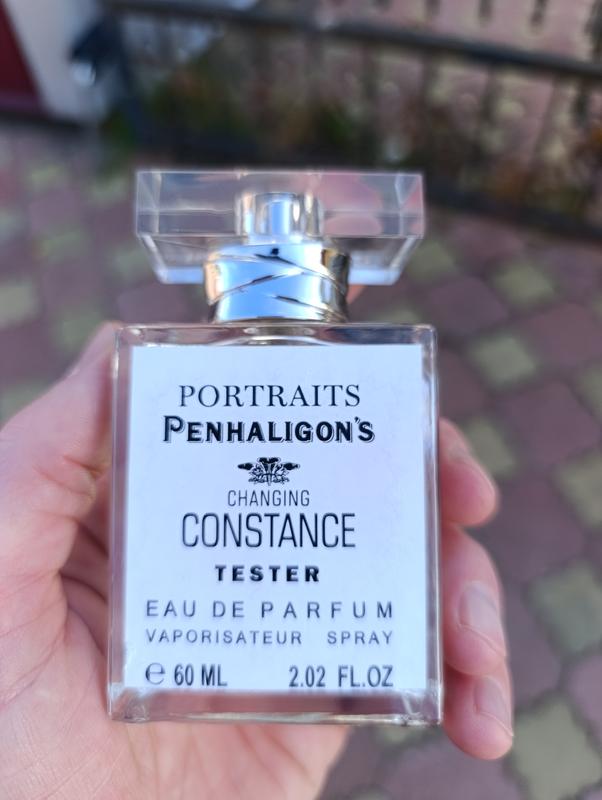 PORTRAITS
PENHALIGON'S
CHANGING
CONSTANCE
TESTER
EAU DE PARFUM
VAPORISATEUR SPRAY
℮ 60 ML 2.02 FL.OZ